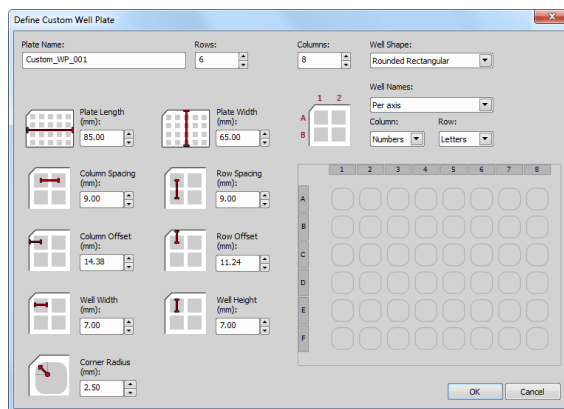 Define Custom Well Plate
Plate Name: Rows: Columns: Well Shape:
Custom_WP_001 6 8 Rounded Rectangular
Well Names:
Per axis
Column: Row:
Numbers Letters
1 2
A
B
Plate Length (mm):
85.00
Plate Width (mm):
65.00
Column Spacing (mm):
9.00
Row Spacing (mm):
9.00
Column Offset (mm):
14.38
Row Offset (mm):
11.24
Well Width (mm):
7.00
Well Height (mm):
7.00
Corner Radius (mm):
2.50
1 2 3 4 5 6 7 8
A
B
C
D
E
F
OK Cancel